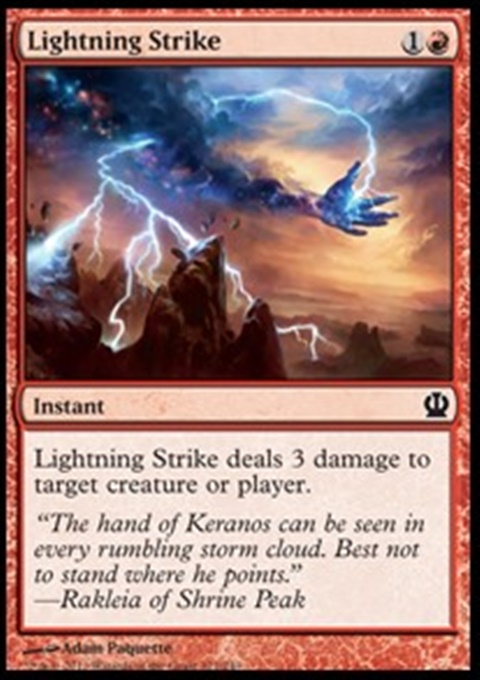 Lightning Strike 1
Instant
Lightning Strike deals 3 damage to
target creature or player.
“The hand of Keranos can be seen in
every rumbling storm cloud. Best not
to stand where he points.”
—Rakleia of Shrine Peak
Adam Paquette